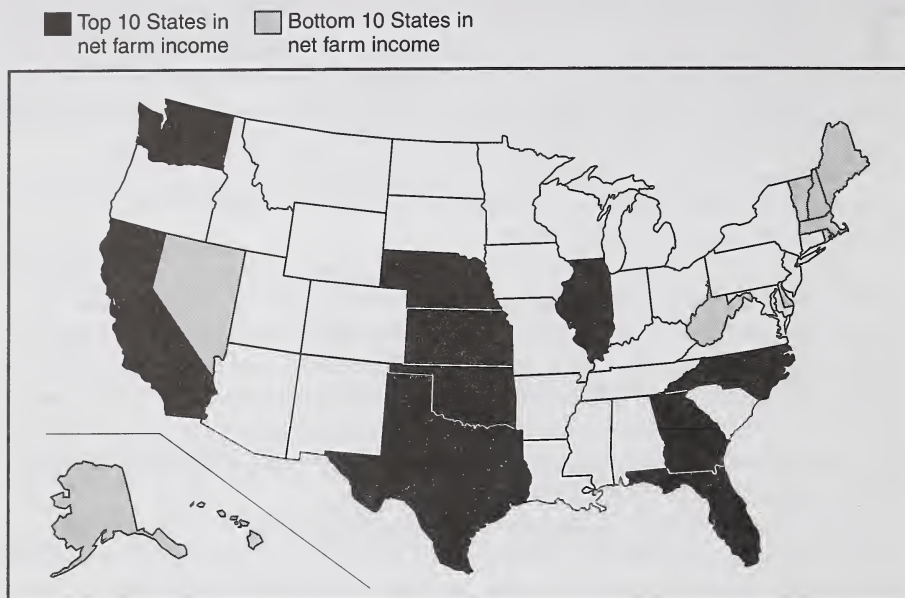 Top 10 States in
net farm income
Bottom 10 States in
net farm income